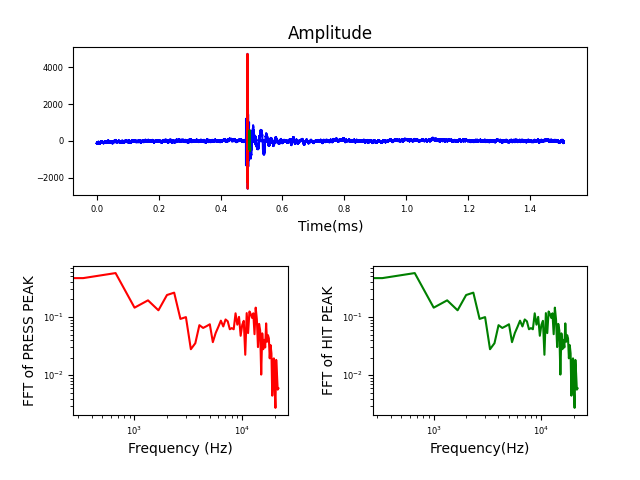 Amplitude
4000
2000
0
−2000
0.0 0.2 0.4 0.6 0.8 1.0 1.2 1.4
Time(ms)
FFT of PRESS PEAK
10⁻¹
10⁻²
10³ 10⁴
Frequency (Hz)
FFT of HIT PEAK
10⁻¹
10⁻²
10³ 10⁴
Frequency(Hz)